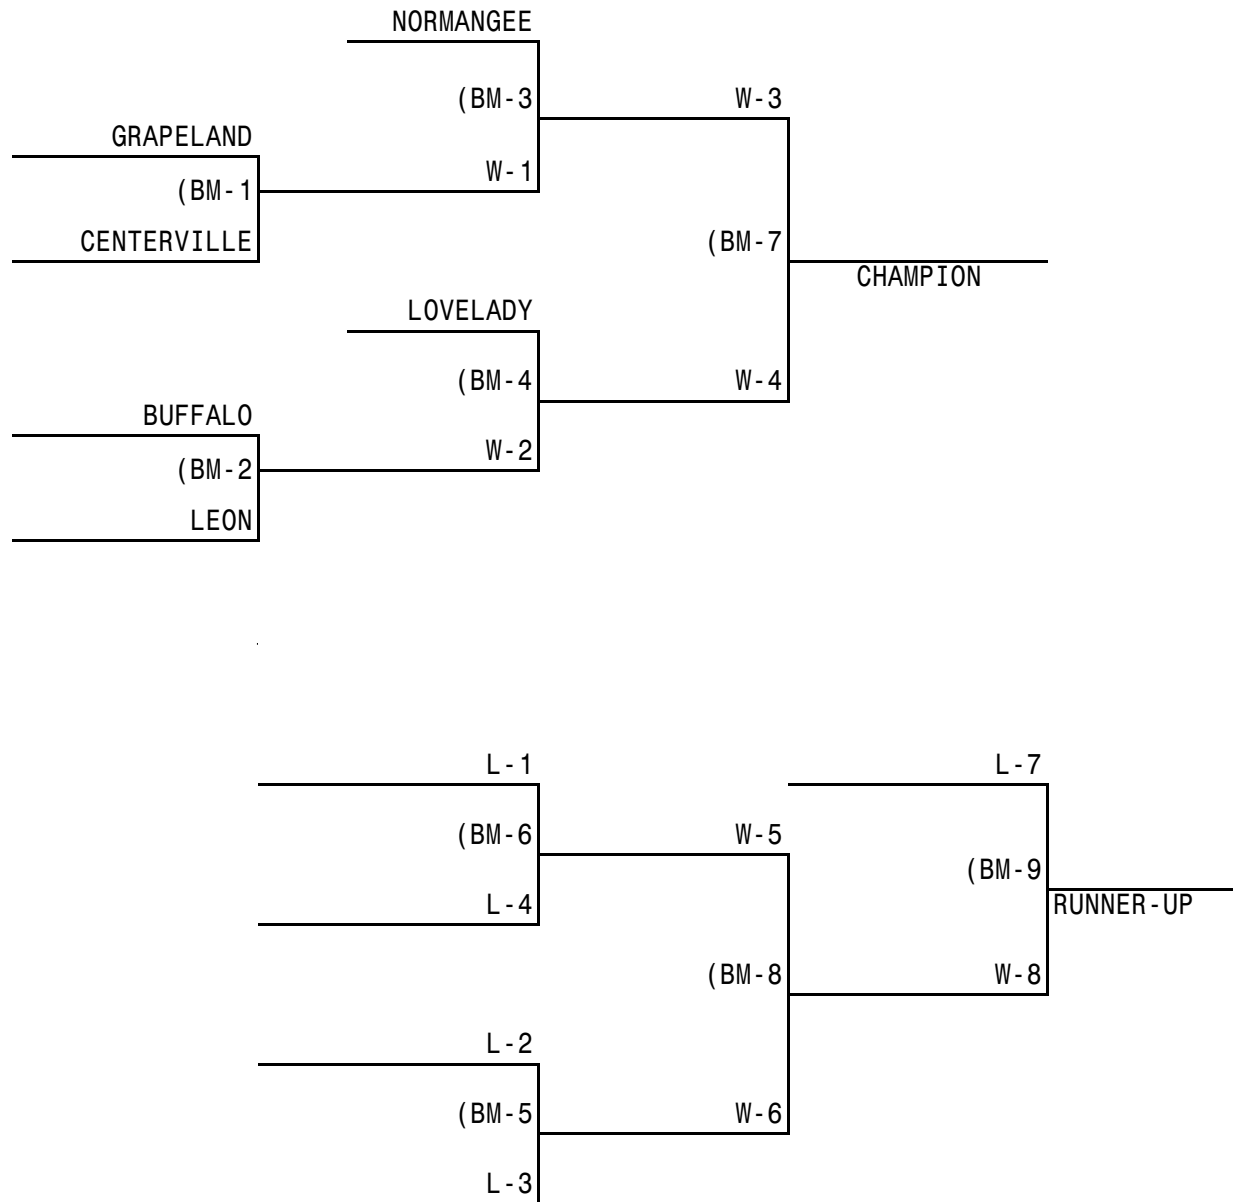 NORMANGEE
(BM-3 W-3
GRAPELAND
W-1
(BM-1
CENTERVILLE (BM-7
CHAMPION
LOVELADY
(BM-4 W-4
BUFFALO
W-2
(BM-2
LEON
L-1 L-7
(BM-6 W-5
(BM-9
L-4 RUNNER-UP
(BM-8 W-8
L-2
(BM-5 W-6
L-3